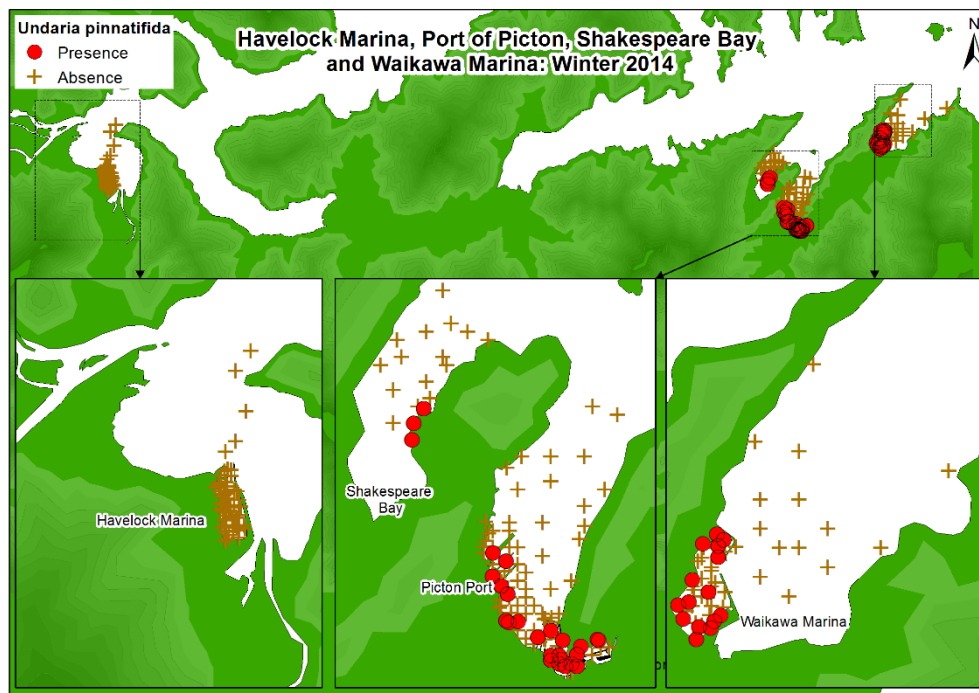 Undaria pinnatifida
Presence
Absence
Havelock Marina, Port of Picton, Shakespeare Bay
and Waikawa Marina: Winter 2014
N
Havelock Marina
Shakespeare
Bay
Picton Port
Waikawa Marina